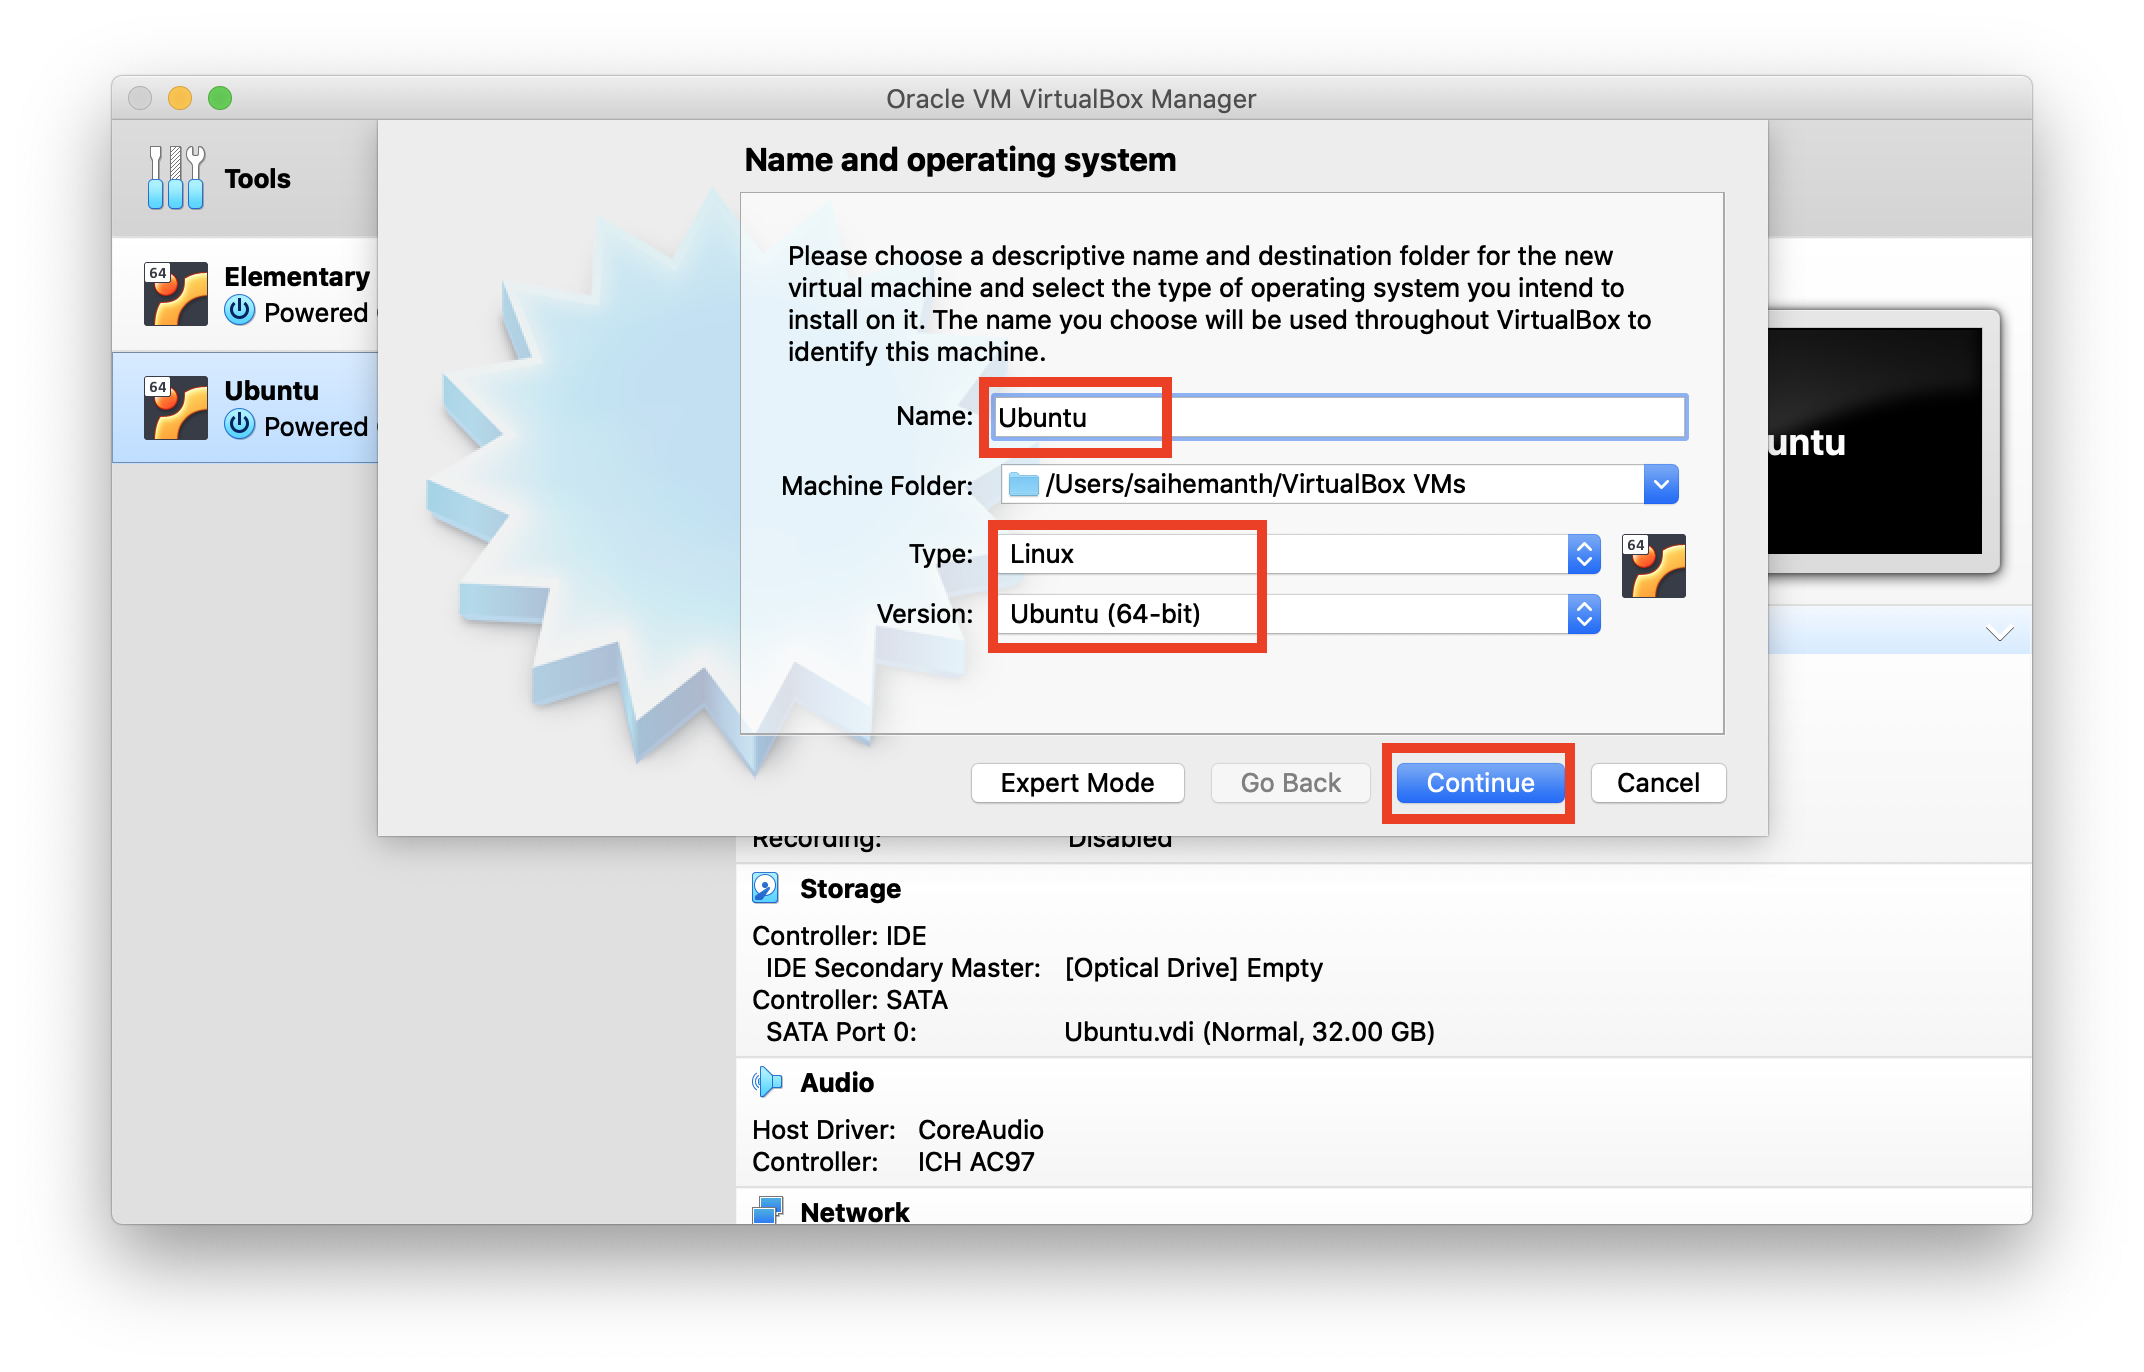 Oracle VM VirtualBox Manager
Tools
Name and operating system
Please choose a descriptive name and destination folder for the new
virtual machine and select the type of operating system you intend to
install on it. The name you choose will be used throughout VirtualBox to
identify this machine.
64
Elementary
Powered
64
Ubuntu
Powered
Name: Ubuntu
Machine Folder: /Users/saihemanth/VirtualBox VMs
Type: Linux
64
Version: Ubuntu (64-bit)
untu
Expert Mode Go Back Continue Cancel
Recording: Disabled
Storage
Controller: IDE
IDE Secondary Master: [Optical Drive] Empty
Controller: SATA
SATA Port 0: Ubuntu.vdi (Normal, 32.00 GB)
Audio
Host Driver: CoreAudio
Controller: ICH AC97
Network